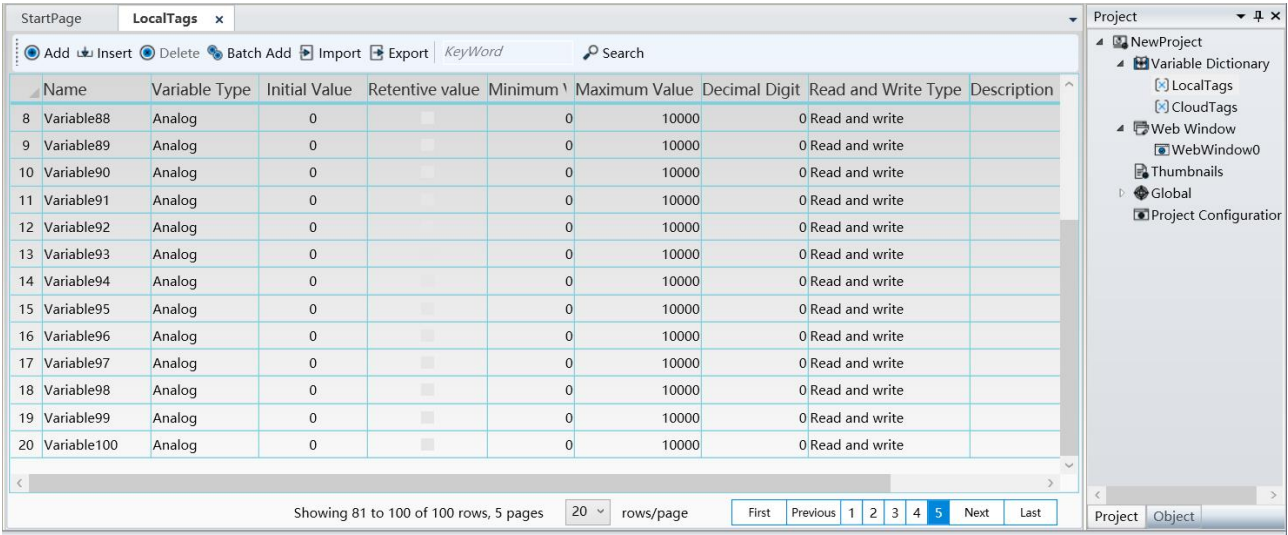 StartPage LocalTags x
Add Insert Delete Batch Add Import Export KeyWord Search
Name Variable Type Initial Value Retentive value Minimum Maximum Value Decimal Digit Read and Write Type Description
8 Variable88 Analog 0 0 10000 0 Read and write
9 Variable89 Analog 0 0 10000 0 Read and write
10 Variable90 Analog 0 0 10000 0 Read and write
11 Variable91 Analog 0 0 10000 0 Read and write
12 Variable92 Analog 0 0 10000 0 Read and write
13 Variable93 Analog 0 0 10000 0 Read and write
14 Variable94 Analog 0 0 10000 0 Read and write
15 Variable95 Analog 0 0 10000 0 Read and write
16 Variable96 Analog 0 0 10000 0 Read and write
17 Variable97 Analog 0 0 10000 0 Read and write
18 Variable98 Analog 0 0 10000 0 Read and write
19 Variable99 Analog 0 0 10000 0 Read and write
20 Variable100 Analog 0 0 10000 0 Read and write
Showing 81 to 100 of 100 rows, 5 pages 20 rows/page First Previous 1 2 3 4 5 Next Last
Project
NewProject
Variable Dictionary
LocalTags
CloudTags
Web Window
WebWindow0
Thumbnails
Global
Project Configuration
Project Object